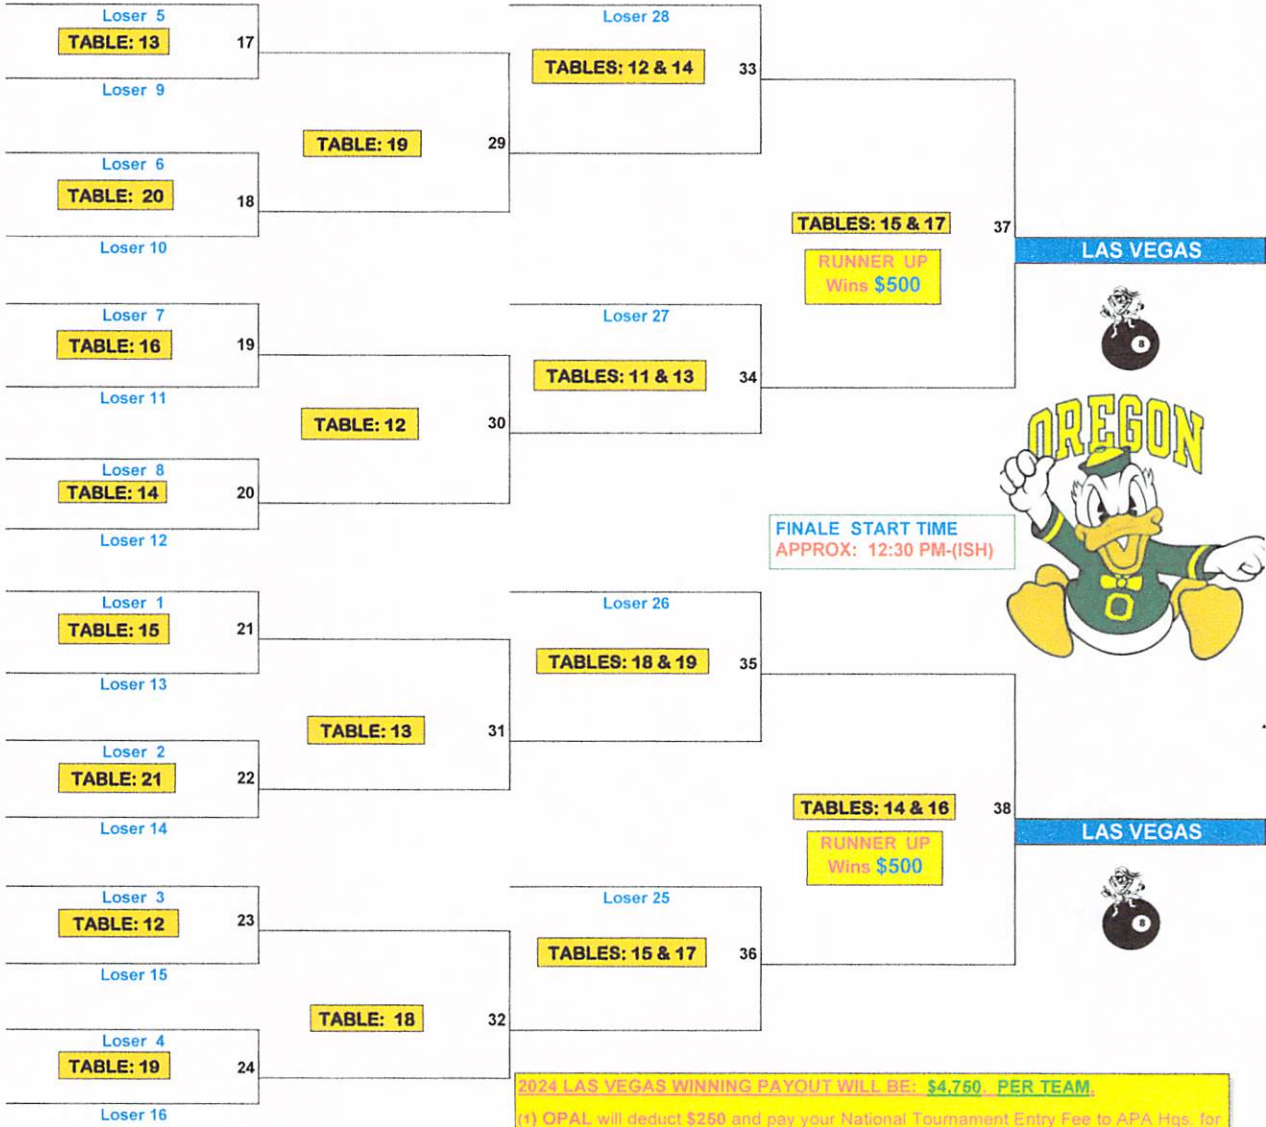 Loser 5
TABLE: 13
17
Loser 9
Loser 6
TABLE: 20
18
Loser 10
TABLE: 19
29
Loser 28
TABLES: 12 & 14
33
Loser 7
TABLE: 16
19
Loser 11
Loser 8
TABLE: 14
20
Loser 12
TABLE: 12
30
Loser 27
TABLES: 11 & 13
34
TABLES: 15 & 17
37
RUNNER UP
Wins $500
LAS VEGAS
8
OREGON
O
FINALE START TIME
APPROX: 12:30 PM-(ISH)
Loser 1
TABLE: 15
21
Loser 13
Loser 2
TABLE: 21
22
Loser 14
TABLE: 13
31
Loser 26
TABLES: 18 & 19
35
Loser 3
TABLE: 12
23
Loser 15
Loser 4
TABLE: 19
24
Loser 16
TABLE: 18
32
Loser 25
TABLES: 15 & 17
36
TABLES: 14 & 16
38
RUNNER UP
Wins $500
LAS VEGAS
8
2024 LAS VEGAS WINNING PAYOUT WILL BE: $4,750. PER TEAM.
(1) OPAL will deduct $250 and pay your National Tournament Entry Fee to APA Hqs. for